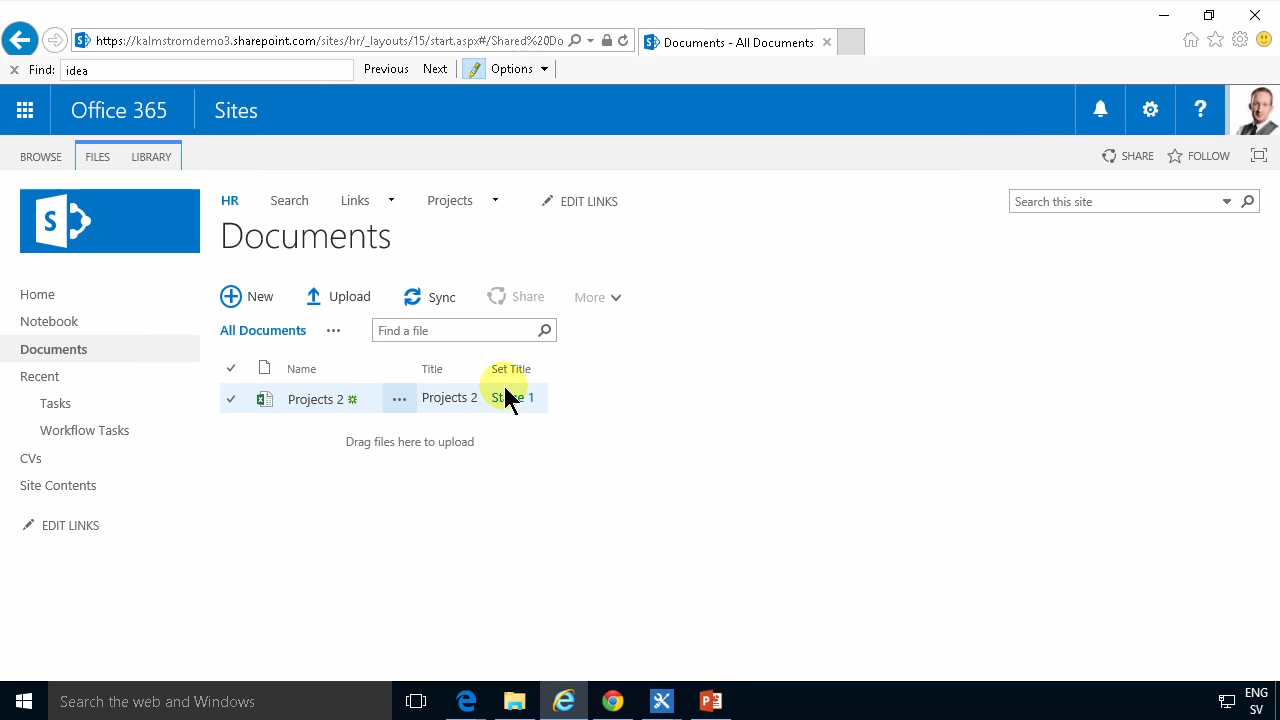 https://kalmstromdemo3.sharepoint.com/sites/hr/_layouts/15/start.aspx#/Shared%20Do
Documents - All Documents
Find: idea Previous Next Options
Office 365 Sites ?
BROWSE FILES LIBRARY SHARE FOLLOW
S HR Search Links Projects EDIT LINKS Search this site
Documents
Home
Notebook
Documents
Recent
Tasks
Workflow Tasks
CVs
Site Contents
EDIT LINKS
New Upload Sync Share More
All Documents ... Find a file
Name Title Set Title
Projects 2 ... Projects 2 1
Drag files here to upload
Search the web and Windows
ENG
SV